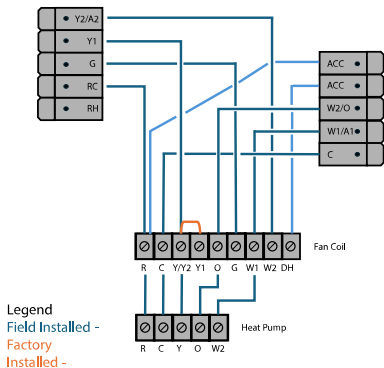 Y2/A2
Y1
G
RC
RH
ACC
ACC
W2/O
W1/A1
C
R C Y/Y2 Y1 O G W1 W2 DH
Fan Coil
R C Y O W2
Heat Pump
Legend
Field Installed -
Factory
Installed -